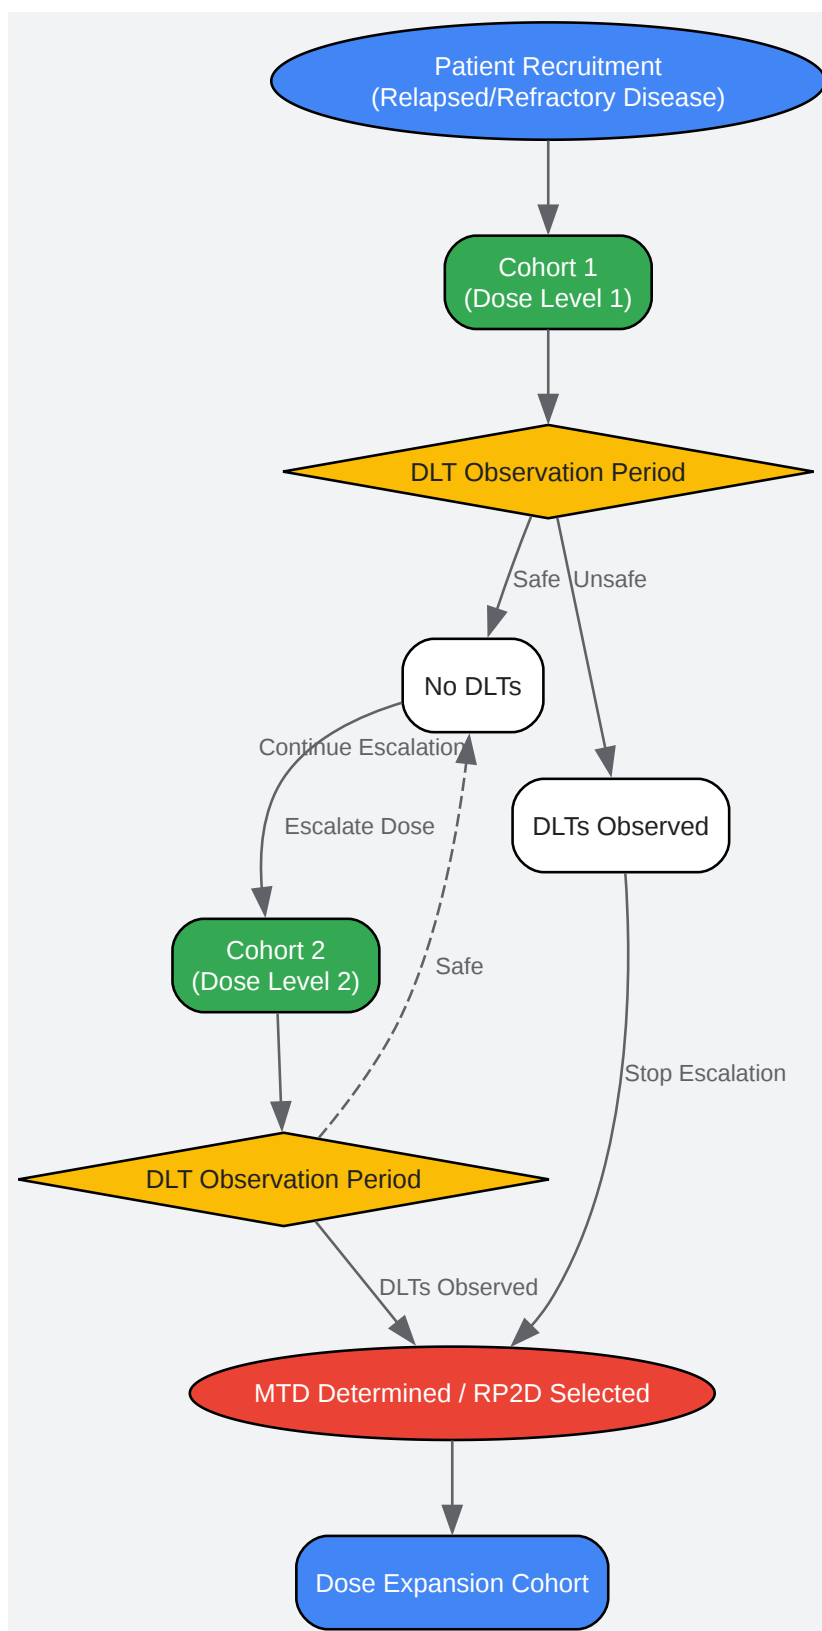 Patient Recruitment
(Relapsed/Refractory Disease)
Cohort 1
(Dose Level 1)
DLT Observation Period
Safe
Unsafe
No DLTs
Continue Escalation
DLTs Observed
Escalate Dose
Cohort 2
(Dose Level 2)
Safe
Stop Escalation
DLT Observation Period
DLTs Observed
MTD Determined / RP2D Selected
Dose Expansion Cohort